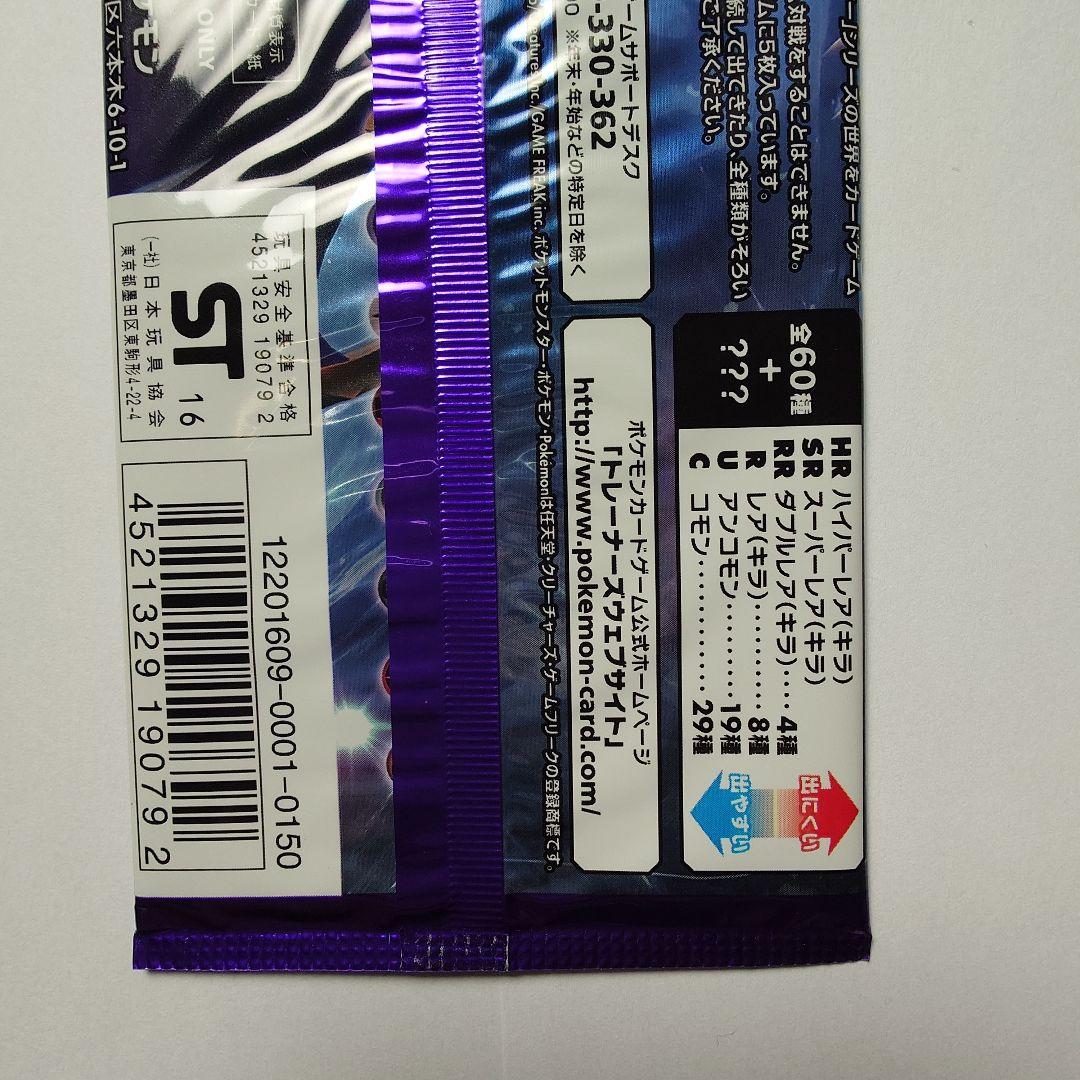 シリーズの世界をカードゲーム
対戦をすることはできません。
ムに5枚入っています。
続して出てきたり、全種類がそろい
ご了承ください。
ームサポートデスク
-330-362
00 ※年末・年始などの特定日を除く
Creatures Inc./GAME FREAK inc. ポケットモンスター・ポケモン・Pokémonは任天堂・クリーチャーズ・ゲームフリークの登録商標です。
全60種
+
???
HR ハイパーレア(キラ)
SR スーパーレア(キラ)
RR ダブルレア(キラ)‥‥ 4種
R レア(キラ)‥‥‥‥ 8種
U アンコモン‥‥‥‥ 19種
C コモン‥‥‥‥‥ 29種
出にくい
出やすい
ポケモンカードゲーム公式ホームページ
「トレーナーズウェブサイト」
http://www.pokemon-card.com/
ONLY
ケモン
区六本木6-10-1
玩具安全基準合格
4521329 19079 2
ST 16
(一社)日本玩具協会
東京都墨田区東駒形4-22-4
12201609-0001-0150
4 521329 190792